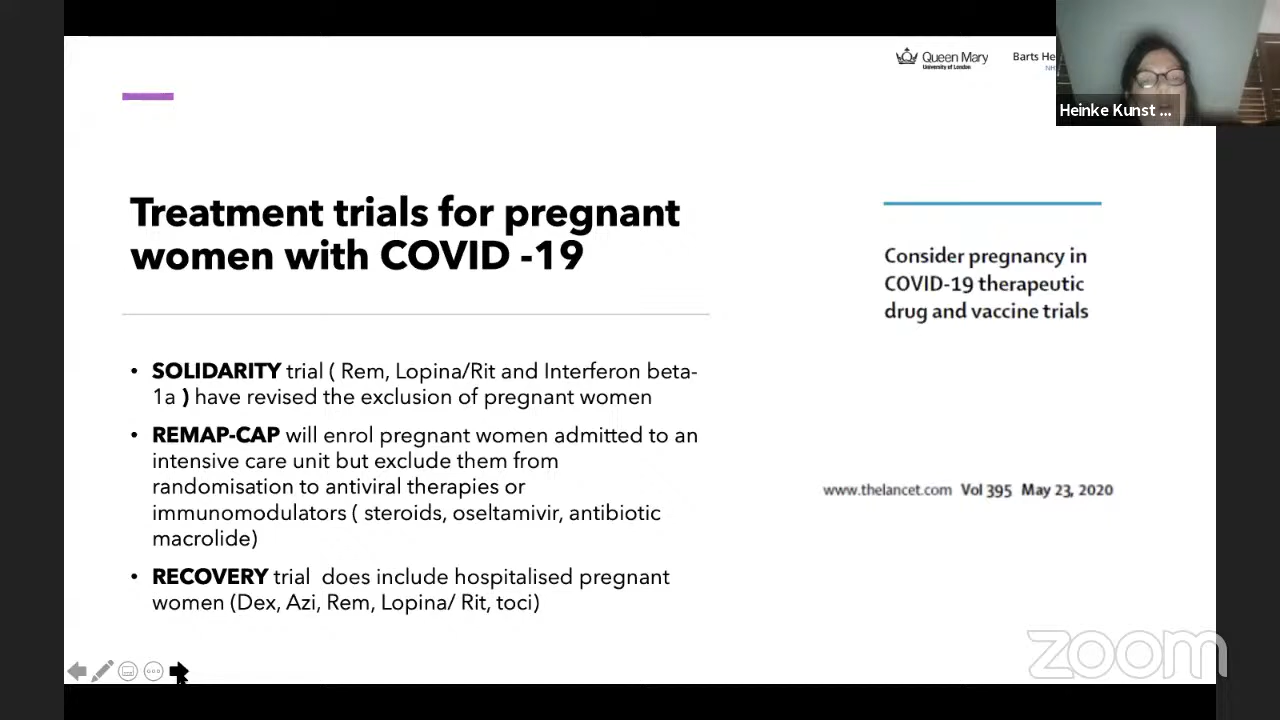 Queen Mary
University of London
Barts He
NH
Heinke Kunst ...
Treatment trials for pregnant
women with COVID -19
Consider pregnancy in
COVID-19 therapeutic
drug and vaccine trials
• SOLIDARITY trial ( Rem, Lopina/Rit and Interferon beta-
1a ) have revised the exclusion of pregnant women
• REMAP-CAP will enrol pregnant women admitted to an
intensive care unit but exclude them from
randomisation to antiviral therapies or
immunomodulators ( steroids, oseltamivir, antibiotic
macrolide)
• RECOVERY trial does include hospitalised pregnant
women (Dex, Azi, Rem, Lopina/ Rit, toci)
www.thelancet.com Vol 395 May 23, 2020
zoom